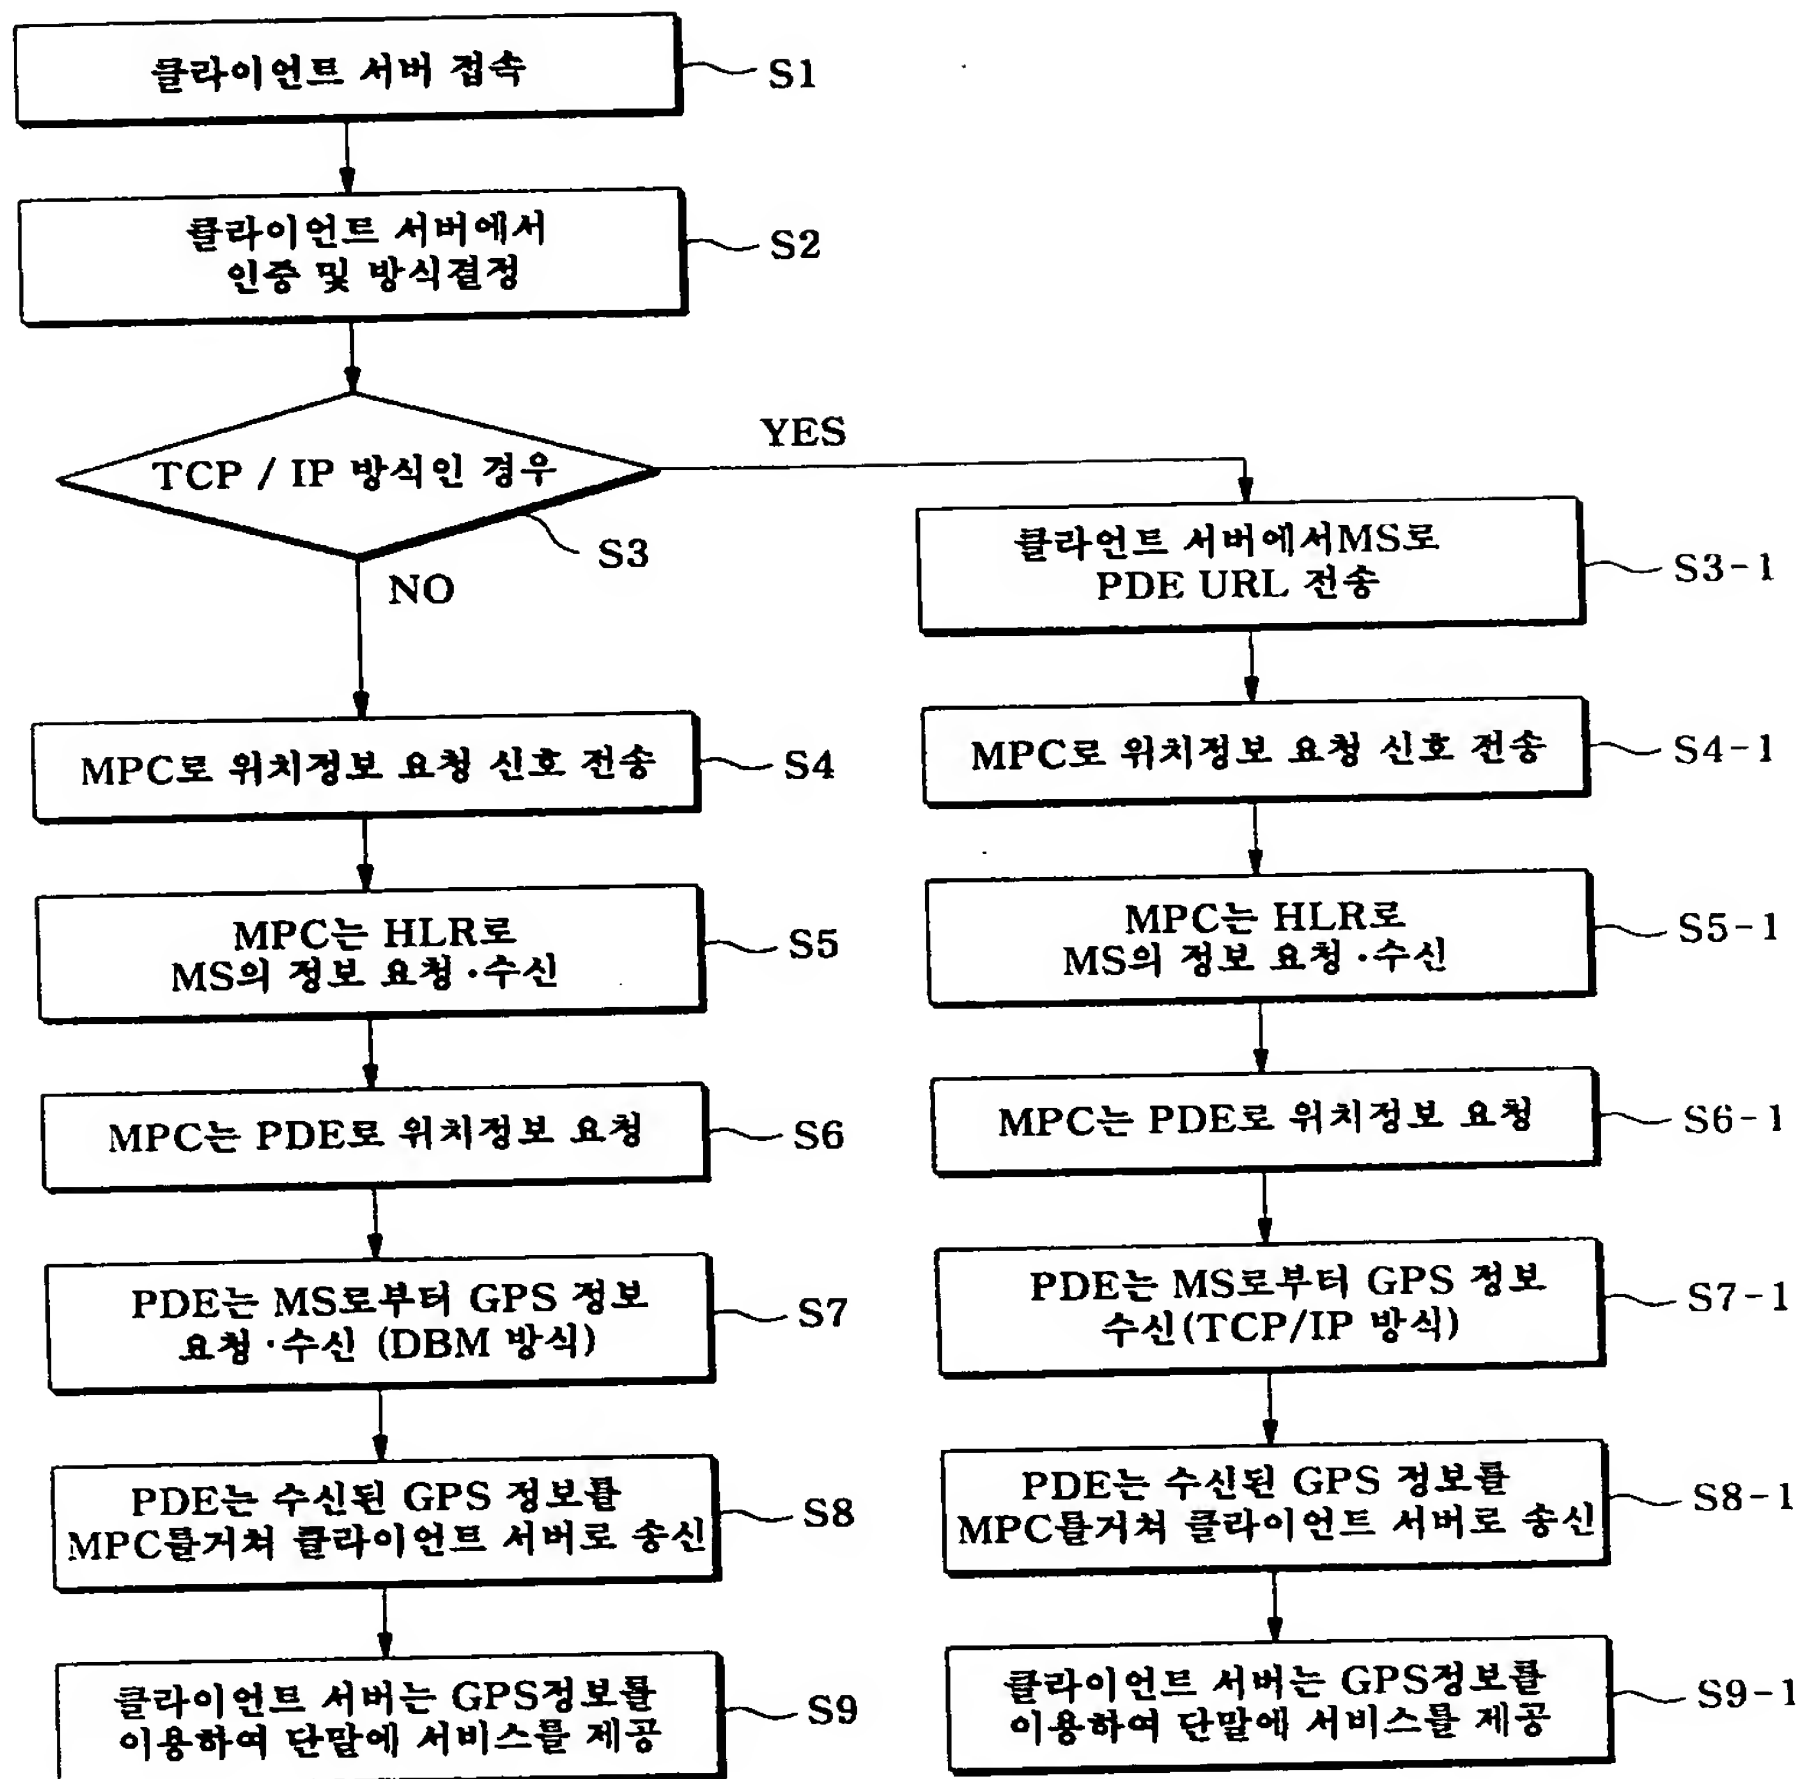 클라이언트 서버 접속
S1
클라이언트 서버에서
인증 및 방식결정
S2
TCP / IP 방식인 경우
S3
YES
NO
MPC로 위치정보 요청 신호 전송
S4
MPC는 HLR로
MS의 정보 요청·수신
S5
MPC는 PDE로 위치정보 요청
S6
PDE는 MS로부터 GPS 정보
요청·수신 (DBM 방식)
S7
PDE는 수신된 GPS 정보를
MPC를거쳐 클라이언트 서버로 송신
S8
클라이언트 서버는 GPS정보를
이용하여 단말에 서비스를 제공
S9
클라언트 서버에서MS로
PDE URL 전송
S3-1
MPC로 위치정보 요청 신호 전송
S4-1
MPC는 HLR로
MS의 정보 요청·수신
S5-1
MPC는 PDE로 위치정보 요청
S6-1
PDE는 MS로부터 GPS 정보
수신(TCP/IP 방식)
S7-1
PDE는 수신된 GPS 정보를
MPC를거쳐 클라이언트 서버로 송신
S8-1
클라이언트 서버는 GPS정보를
이용하여 단말에 서비스를 제공
S9-1